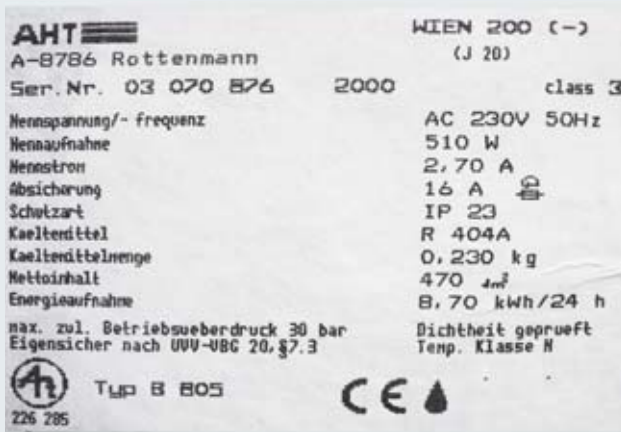 AHT
WIEN 200 (-)
A-8786 Rottenmann
(J 20)
Ser.Nr. 03 070 876 2000 class 3
Nennspannung/- frequenz AC 230V 50Hz
Nennaufnahme 510 W
Nennstrom 2,70 A
Absicherung 16 A
Schutzart IP 23
Kaeltemittel R 404A
Kaeltemittelmenge 0,230 kg
Nettoinhalt 470 dm³
Energieaufnahme 8,70 kWh/24 h
max. zul. Betriebsueberdruck 30 bar
Dichtheit geprueft
Eigensicher nach UVV-VBG 20,§7.3
Temp. Klasse N
Typ B 805
CE
226 285